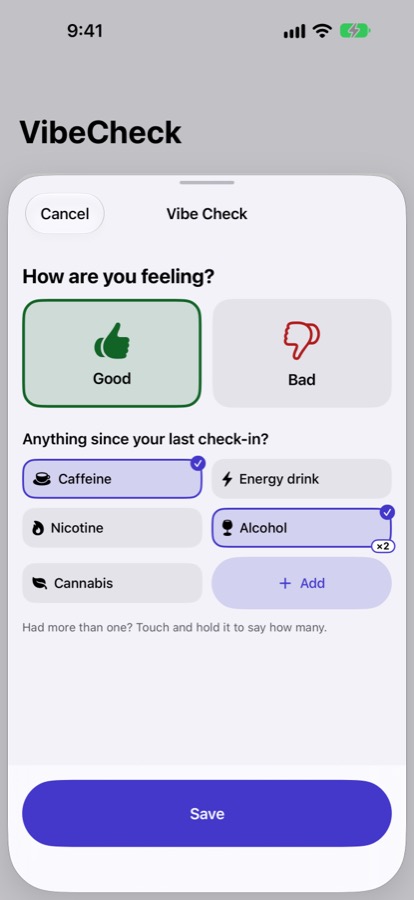 9:41
VibeCheck
Cancel
Vibe Check
How are you feeling?
Good
Bad
Anything since your last check-in?
Caffeine
Energy drink
Nicotine
Alcohol
×2
Cannabis
+ Add
Had more than one? Touch and hold it to say how many.
Save